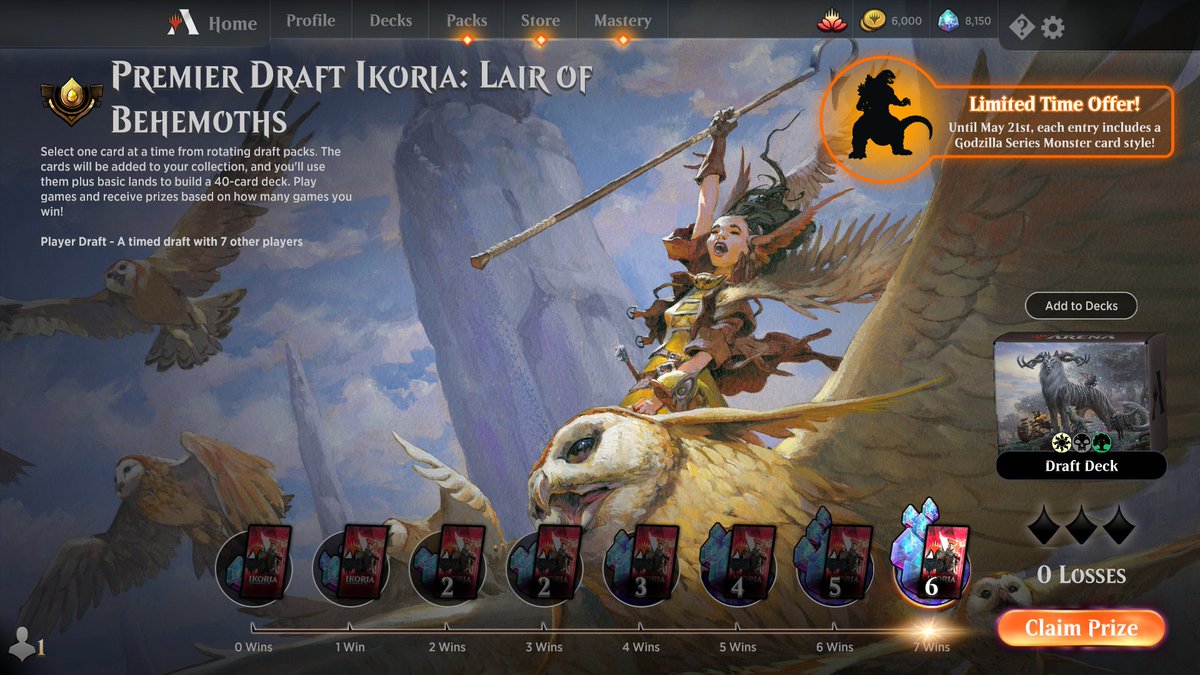 Home
Profile
Decks
Packs
Store
Mastery
6,000
8,150
Premier Draft Ikoria: Lair of
Behemoths
Select one card at a time from rotating draft packs. The
cards will be added to your collection, and you'll use
them plus basic lands to build a 40-card deck. Play
games and receive prizes based on how many games you
win!
Player Draft - A timed draft with 7 other players
Limited Time Offer!
Until May 21st, each entry includes a
Godzilla Series Monster card style!
Add to Decks
ARENA
Draft Deck
0 Losses
Claim Prize
IKORIA
IKORIA
2
2
3
4
5
6
0 Wins
1 Win
2 Wins
3 Wins
4 Wins
5 Wins
6 Wins
7 Wins
1